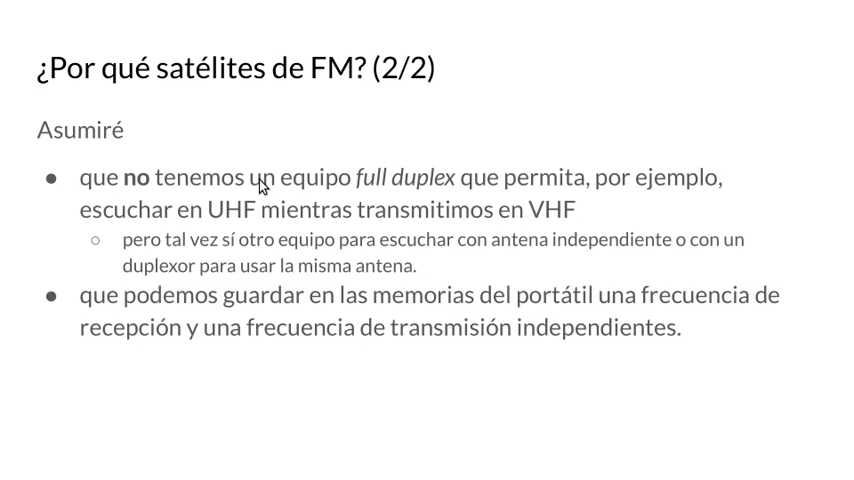 ¿Por qué satélites de FM? (2/2)
Asumiré
● que no tenemos un equipo full duplex que permita, por ejemplo,
escuchar en UHF mientras transmitimos en VHF
○ pero tal vez sí otro equipo para escuchar con antena independiente o con un
duplexor para usar la misma antena.
● que podemos guardar en las memorias del portátil una frecuencia de
recepción y una frecuencia de transmisión independientes.